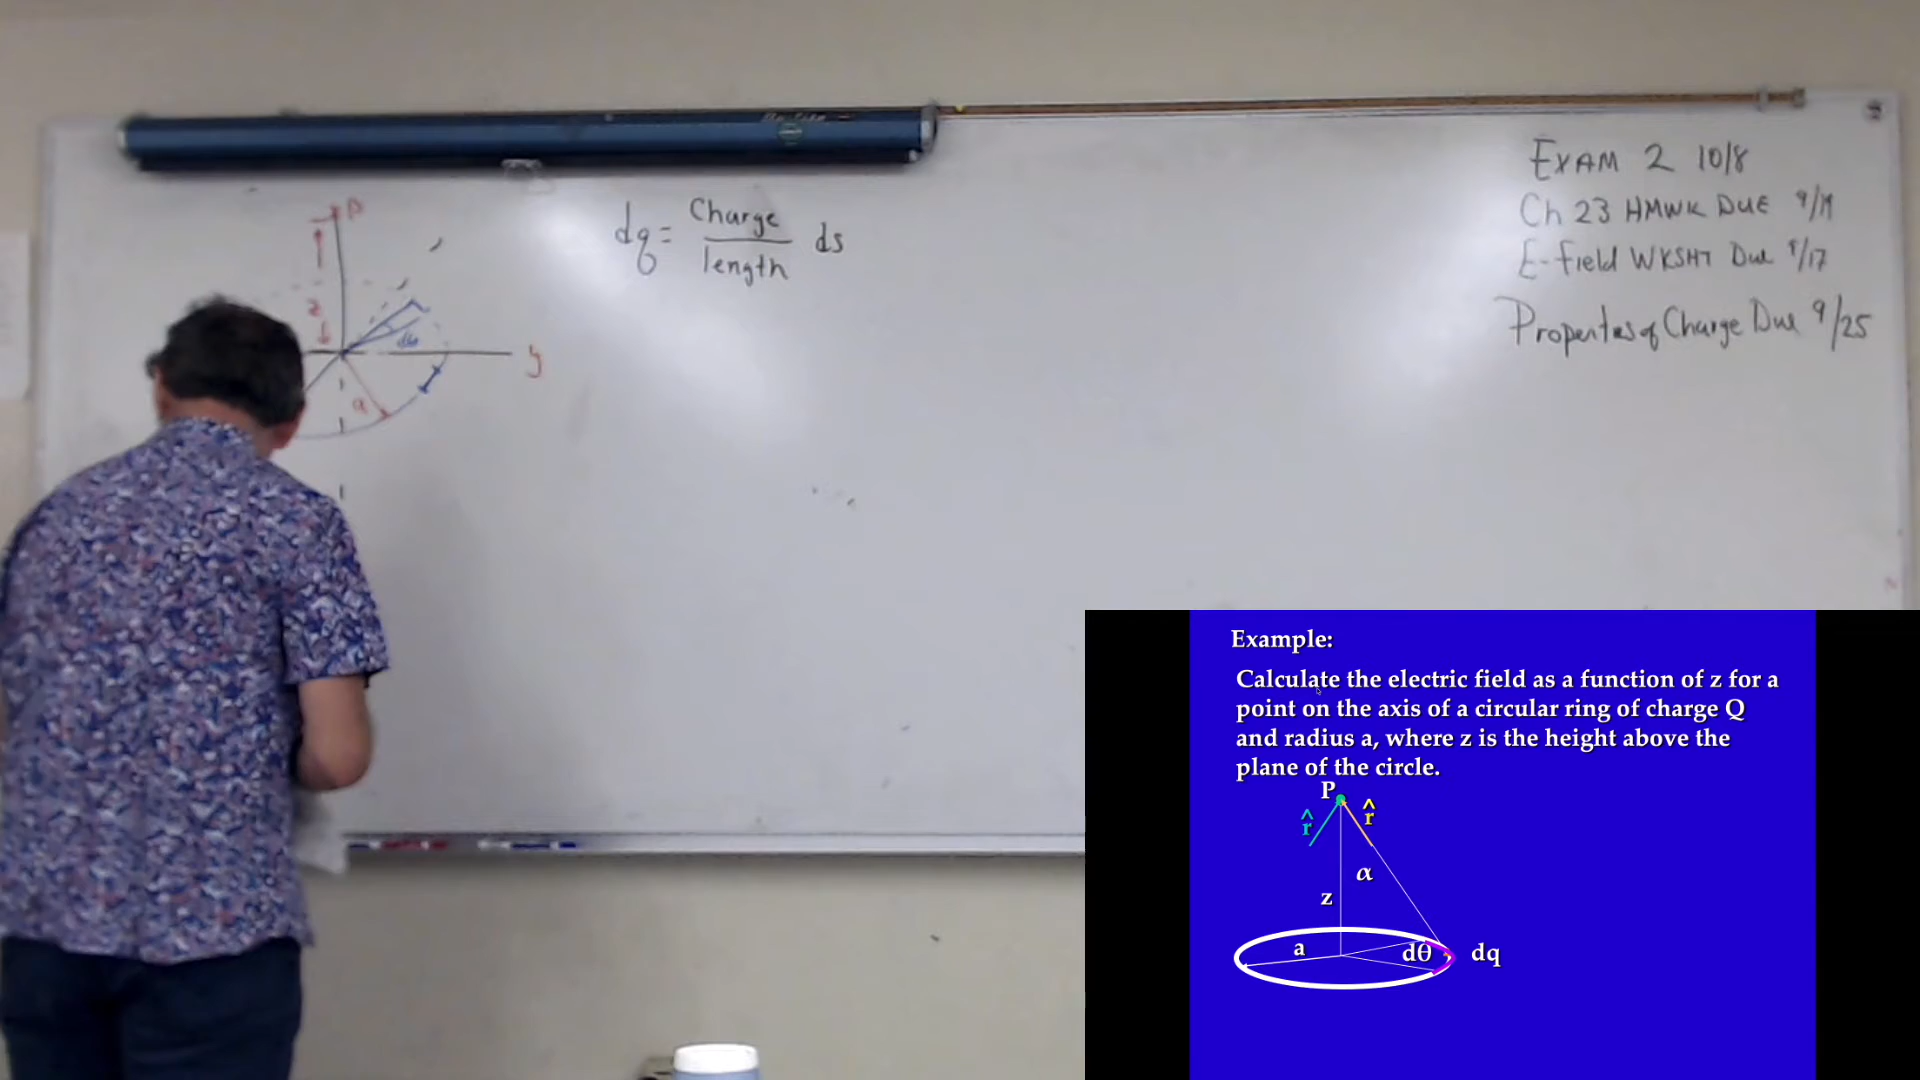 P
z
dθ
y
a
dq = Charge
length
ds
EXAM 2 10/8
Ch 23 HMWK DUE 9/19
E-Field WKSHT Due 9/17
Properties of Charge Due 9/25
Example:
Calculate the electric field as a function of z for a
point on the axis of a circular ring of charge Q
and radius a, where z is the height above the
plane of the circle.
P
r̂ r̂
α
z
a dθ dq